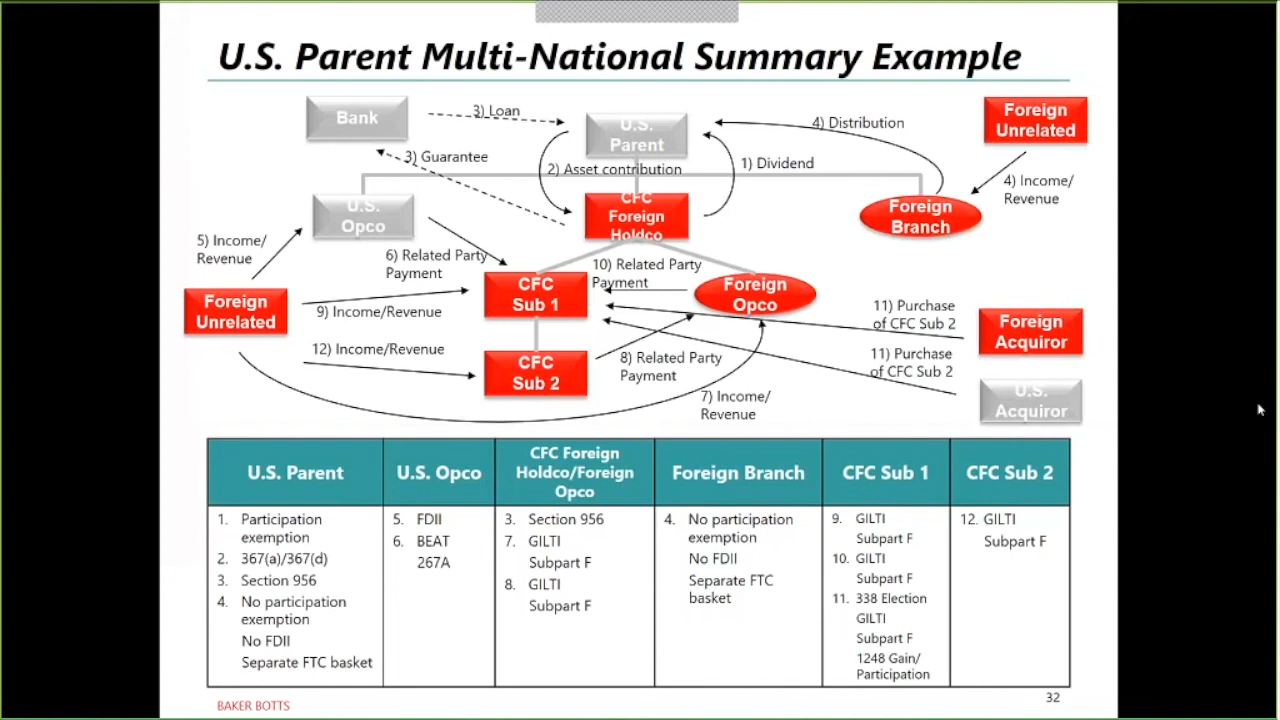 U.S. Parent Multi-National Summary Example
Bank
3) Loan
U.S.
Parent
4) Distribution
Foreign
Unrelated
3) Guarantee
2) Asset contribution
1) Dividend
4) Income/
Revenue
U.S.
Opco
CFC
Foreign
Holdco
Foreign
Branch
5) Income/
Revenue
6) Related Party
Payment
10) Related Party
Payment
Foreign
Unrelated
9) Income/Revenue
CFC
Sub 1
Foreign
Opco
11) Purchase
of CFC Sub 2
Foreign
Acquiror
12) Income/Revenue
CFC
Sub 2
8) Related Party
Payment
11) Purchase
of CFC Sub 2
U.S.
Acquiror
7) Income/
Revenue
U.S. Parent
U.S. Opco
CFC Foreign
Holdco/Foreign
Opco
Foreign Branch
CFC Sub 1
CFC Sub 2
1. Participation
exemption
2. 367(a)/367(d)
3. Section 956
4. No participation
exemption
No FDII
Separate FTC basket
5. FDII
6. BEAT
267A
3. Section 956
7. GILTI
Subpart F
8. GILTI
Subpart F
4. No participation
exemption
No FDII
Separate FTC
basket
9. GILTI
Subpart F
10. GILTI
Subpart F
11. 338 Election
GILTI
Subpart F
1248 Gain/
Participation
12. GILTI
Subpart F
BAKER BOTTS
32